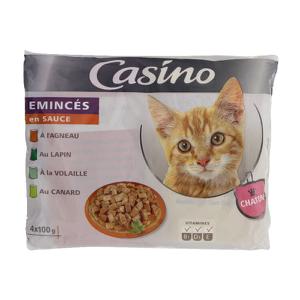 Casino
EMINCÉS
en SAUCE
À l'AGNEAU
Au LAPIN
À la VOLAILLE
Au CANARD
4x100g
VITAMINES
CHATON